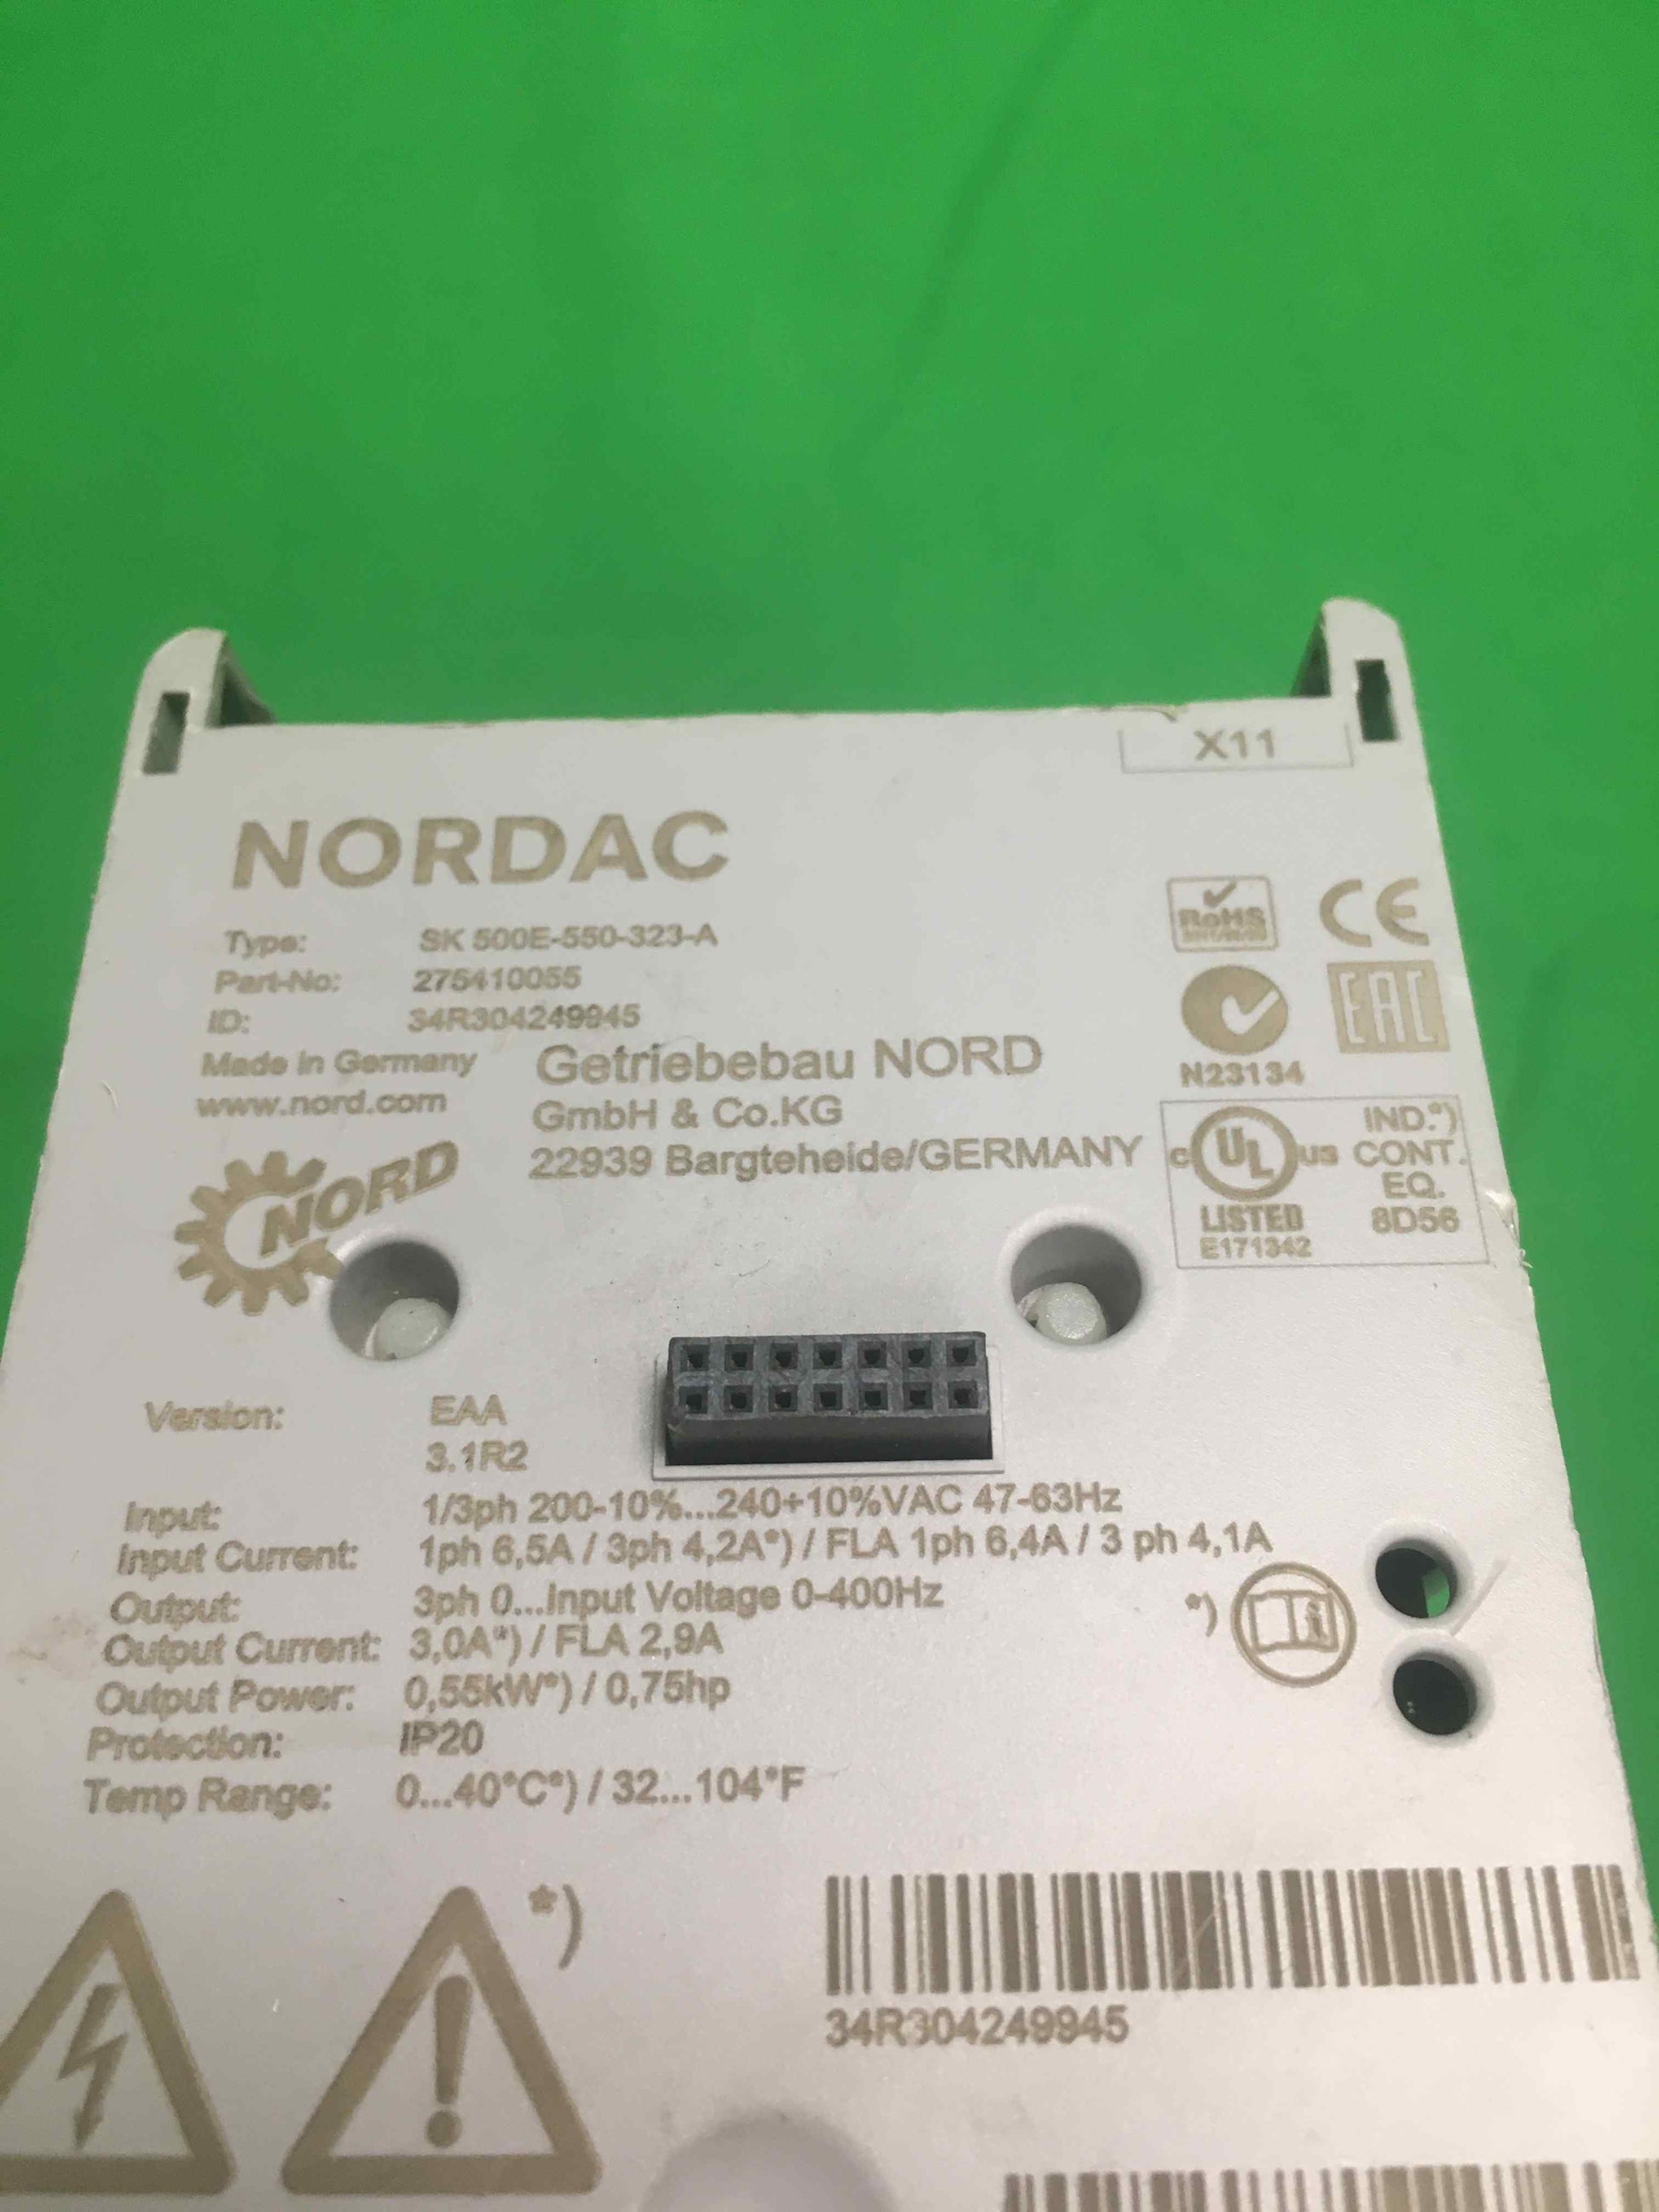 X11
NORDAC
Type: SK 500E-550-323-A
Part-No: 275410055
ID: 34R304249945
Made in Germany
www.nord.com
Getriebebau NORD
GmbH & Co.KG
22939 Bargteheide/GERMANY
NORD
RoHS
CE
EAC
N23134
c UL us
LISTED
E171342
IND.*)
CONT.
EQ.
8D56
Version: EAA
3.1R2
Input: 1/3ph 200-10%...240+10%VAC 47-63Hz
Input Current: 1ph 6,5A / 3ph 4,2A*) / FLA 1ph 6,4A / 3 ph 4,1A
Output: 3ph 0...Input Voltage 0-400Hz
Output Current: 3,0A*) / FLA 2,9A
Output Power: 0,55kW*) / 0,75hp
Protection: IP20
Temp Range: 0...40°C*) / 32...104°F
*)
*)
34R304249945